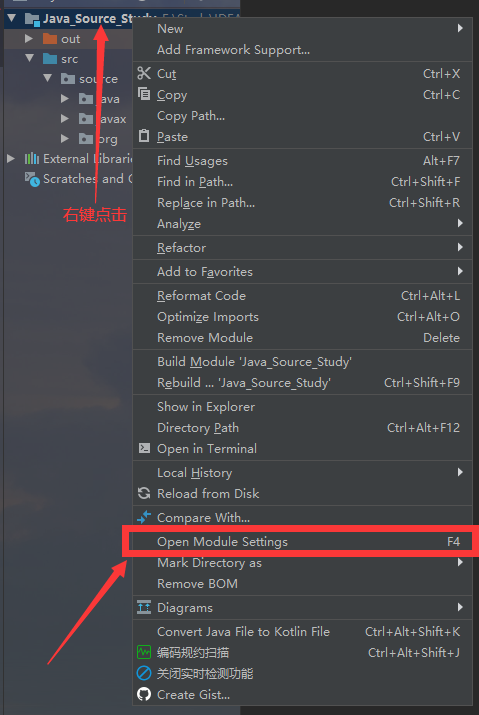 Java_Source_Study
out
src
source
java
javax
org
External Librarie
Scratches and C
右键点击
New
Add Framework Support...
Cut Ctrl+X
Copy Ctrl+C
Copy Path...
Paste Ctrl+V
Find Usages Alt+F7
Find in Path... Ctrl+Shift+F
Replace in Path... Ctrl+Shift+R
Analyze
Refactor
Add to Favorites
Reformat Code Ctrl+Alt+L
Optimize Imports Ctrl+Alt+O
Remove Module Delete
Build Module 'Java_Source_Study'
Rebuild ... 'Java_Source_Study' Ctrl+Shift+F9
Show in Explorer
Directory Path Ctrl+Alt+F12
Open in Terminal
Local History
Reload from Disk
Compare With...
Open Module Settings F4
Mark Directory as
Remove BOM
Diagrams
Convert Java File to Kotlin File Ctrl+Alt+Shift+K
编码规约扫描 Ctrl+Alt+Shift+J
关闭实时检测功能
Create Gist...